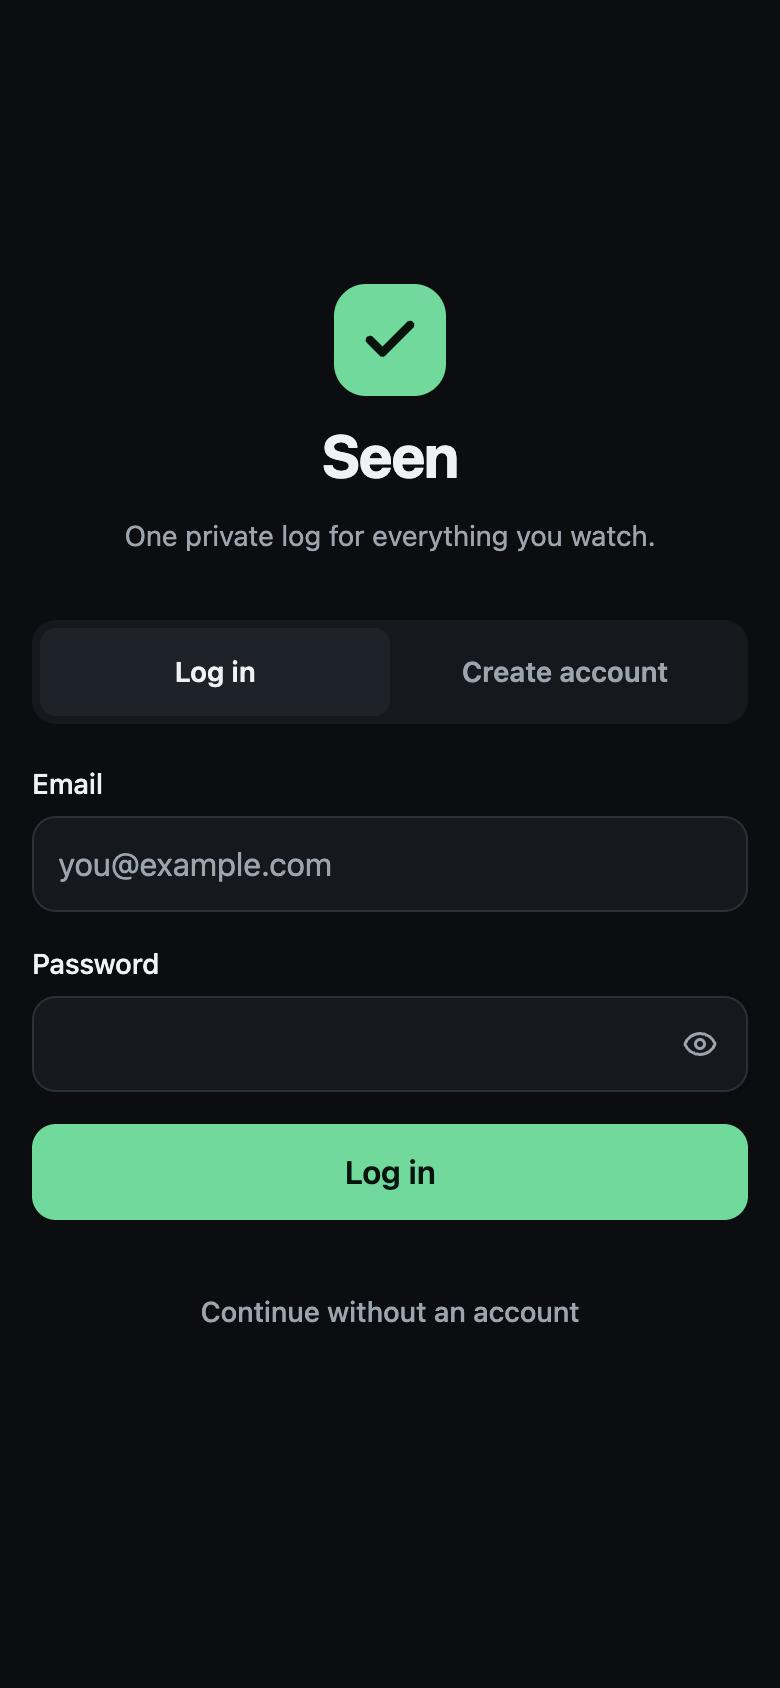 Seen
One private log for everything you watch.
Log in
Create account
Email
you@example.com
Password
Log in
Continue without an account